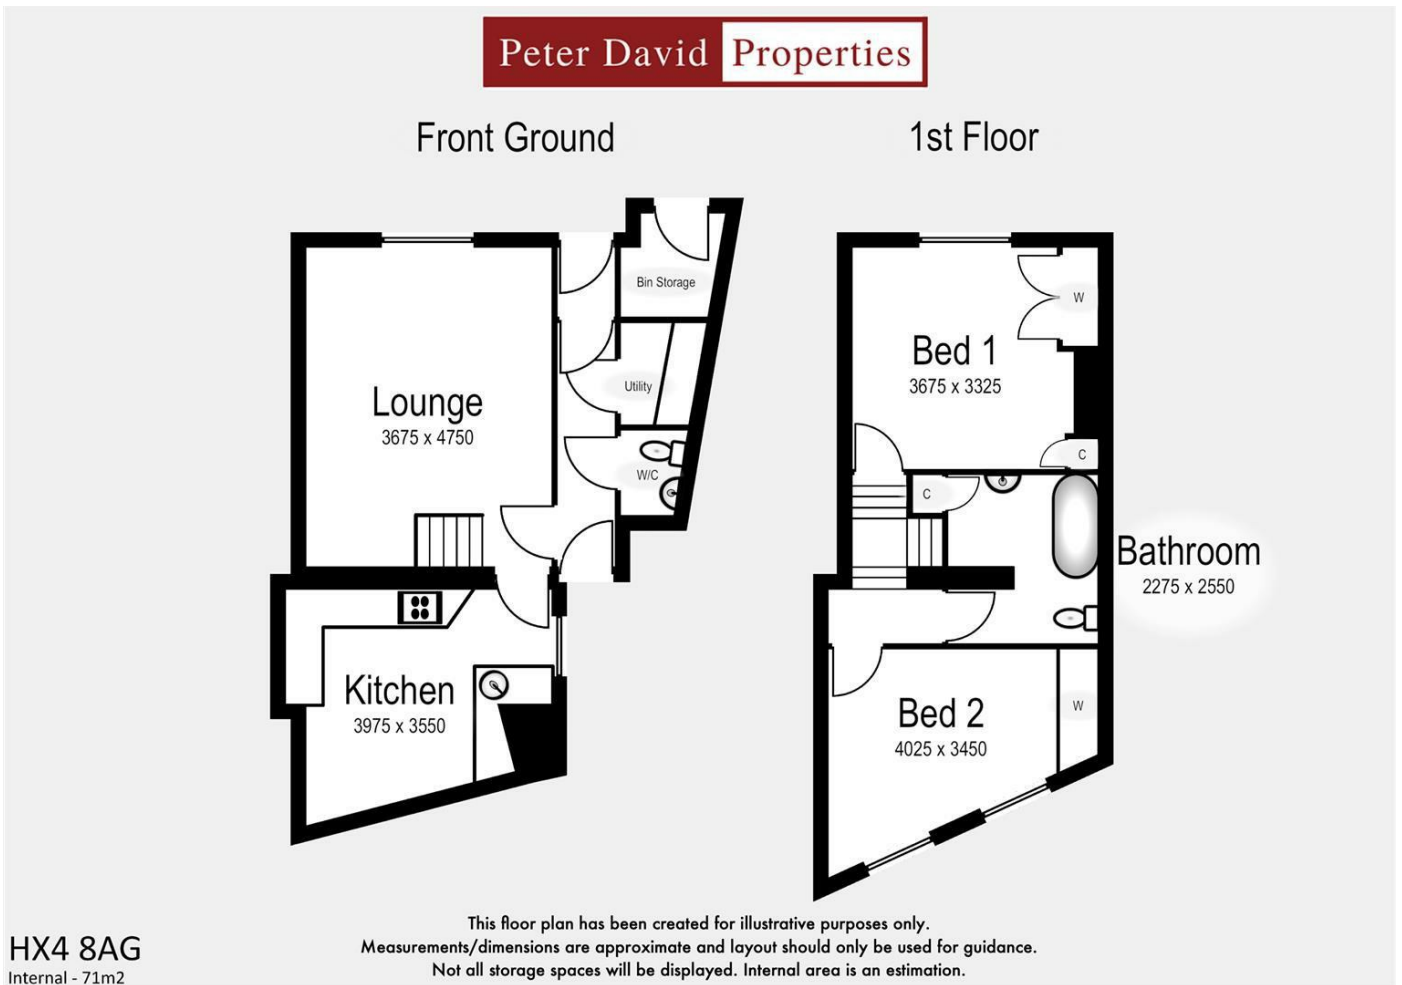 Peter David Properties
Front Ground
1st Floor
Bin Storage
Utility
W/C
Lounge
3675 x 4750
Kitchen
3975 x 3550
W
Bed 1
3675 x 3325
C
C
Bathroom
2275 x 2550
Bed 2
4025 x 3450
W
This floor plan has been created for illustrative purposes only.
Measurements/dimensions are approximate and layout should only be used for guidance.
Not all storage spaces will be displayed. Internal area is an estimation.
HX4 8AG
Internal - 71m2